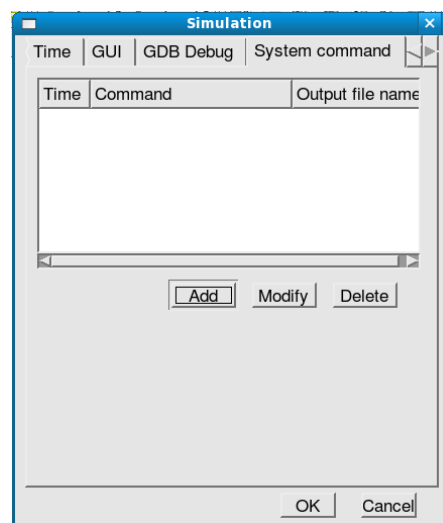 Simulation
Time GUI GDB Debug System command
Time Command Output file name
Add Modify Delete
OK Cancel